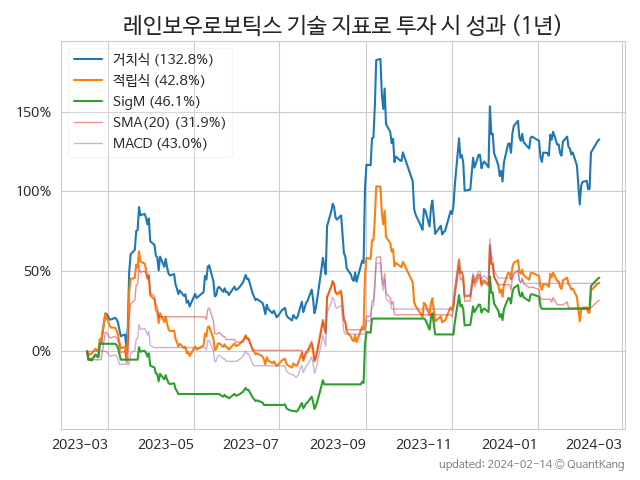 레인보우로보틱스 기술 지표로 투자 시 성과 (1년)
거치식 (132.8%)
적립식 (42.8%)
SigM (46.1%)
SMA(20) (31.9%)
MACD (43.0%)
150%
100%
50%
0%
2023-03 2023-05 2023-07 2023-09 2023-11 2024-01 2024-03
updated: 2024-02-14 © QuantKang